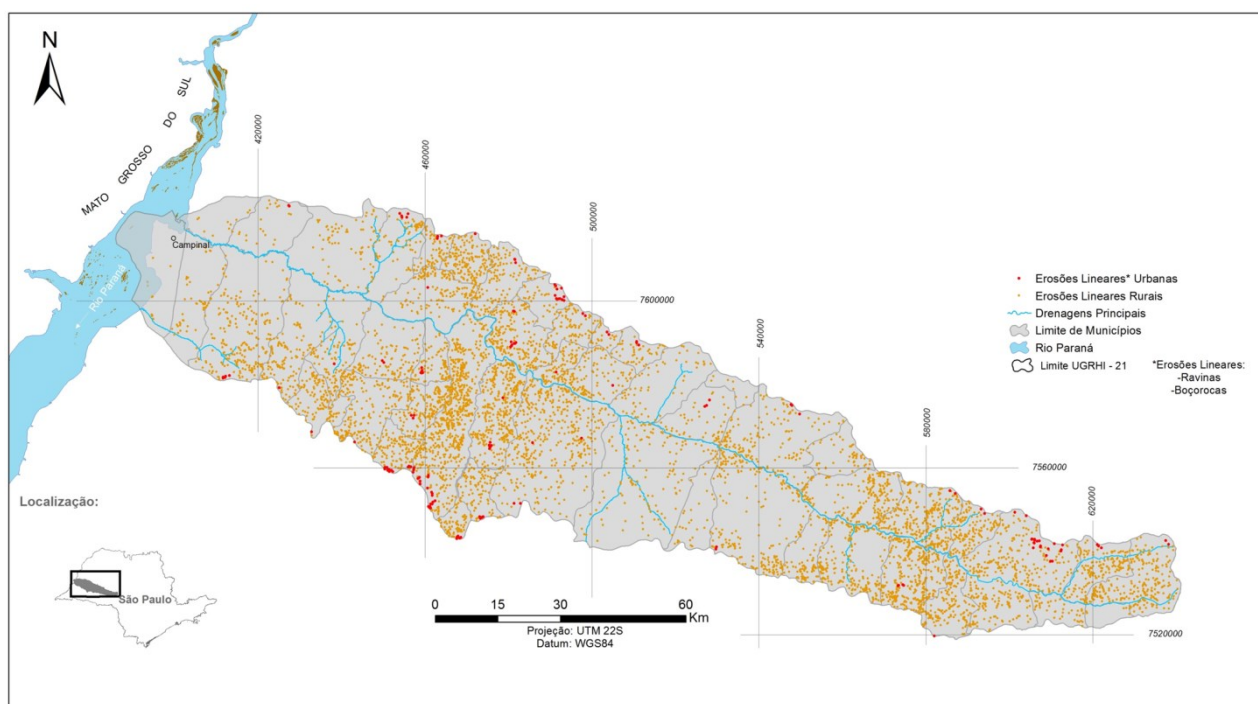 N
MATO GROSSO DO SUL
420000
460000
500000
Campinal
Rio Paraná
7600000
540000
580000
7560000
620000
7520000
Erosões Lineares* Urbanas
Erosões Lineares Rurais
Drenagens Principais
Limite de Municípios
Rio Paraná
Limite UGRHI - 21
*Erosões Lineares:
-Ravinas
-Boçorocas
Localização:
São Paulo
0 15 30 60
Km
Projeção: UTM 22S
Datum: WGS84